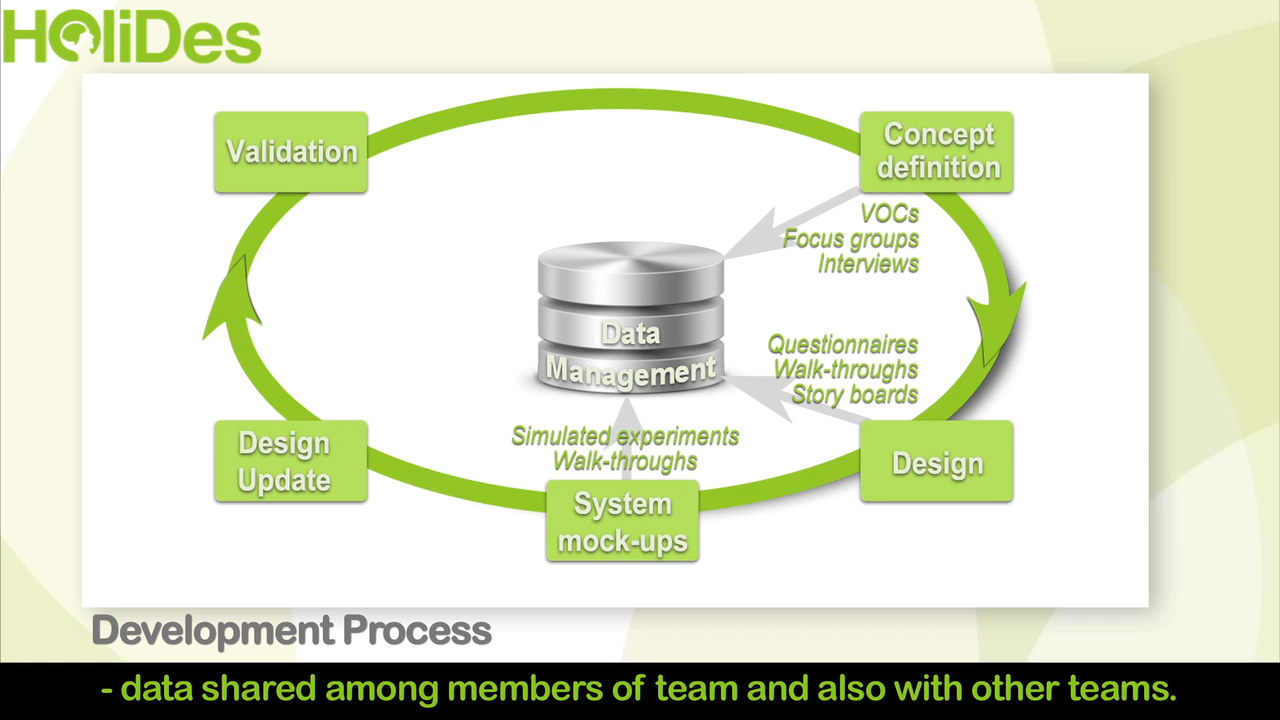 HOliDes
Validation
Concept
definition
VOCs
Focus groups
Interviews
Data
Management
Questionnaires
Walk-throughs
Story boards
Simulated experiments
Walk-throughs
Design
Update
Design
System
mock-ups
Development Process
- data shared among members of team and also with other teams.